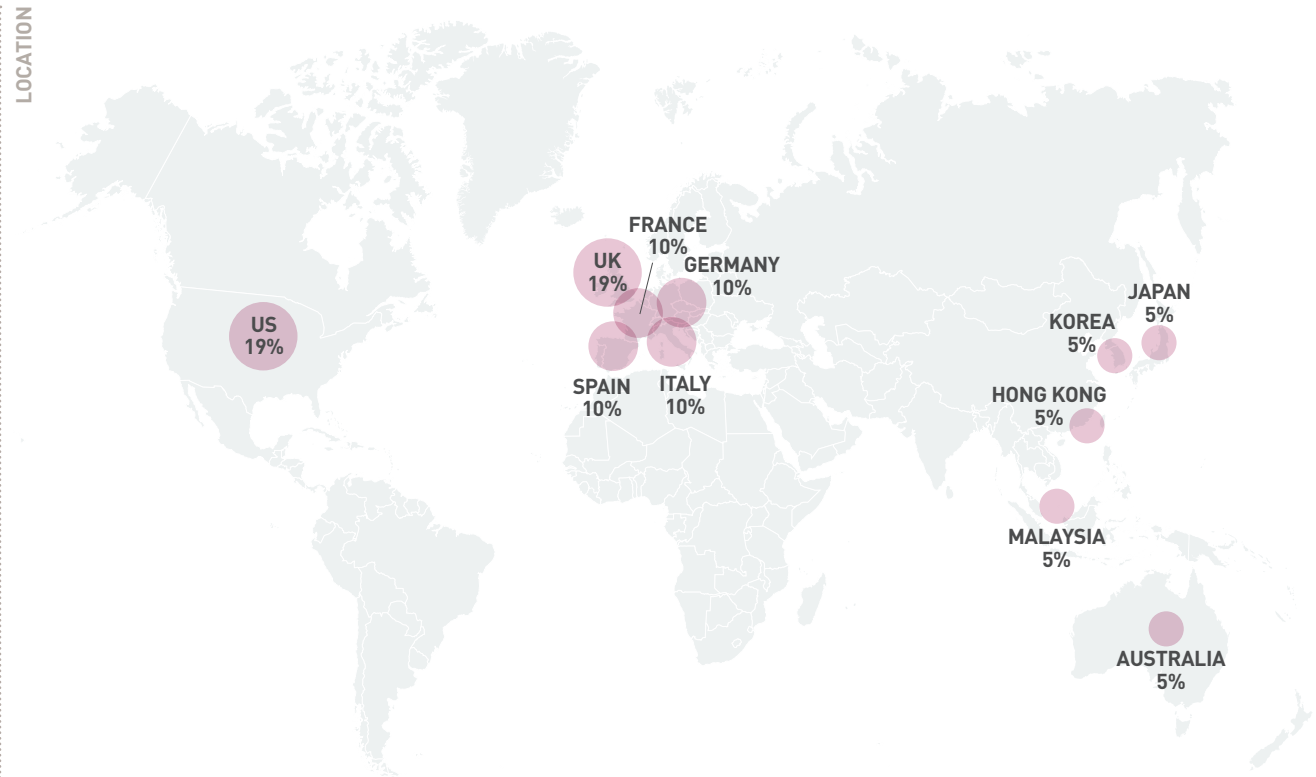 LOCATION
FRANCE
10%
UK
19%
GERMANY
10%
US
19%
SPAIN
10%
ITALY
10%
JAPAN
5%
KOREA
5%
HONG KONG
5%
MALAYSIA
5%
AUSTRALIA
5%